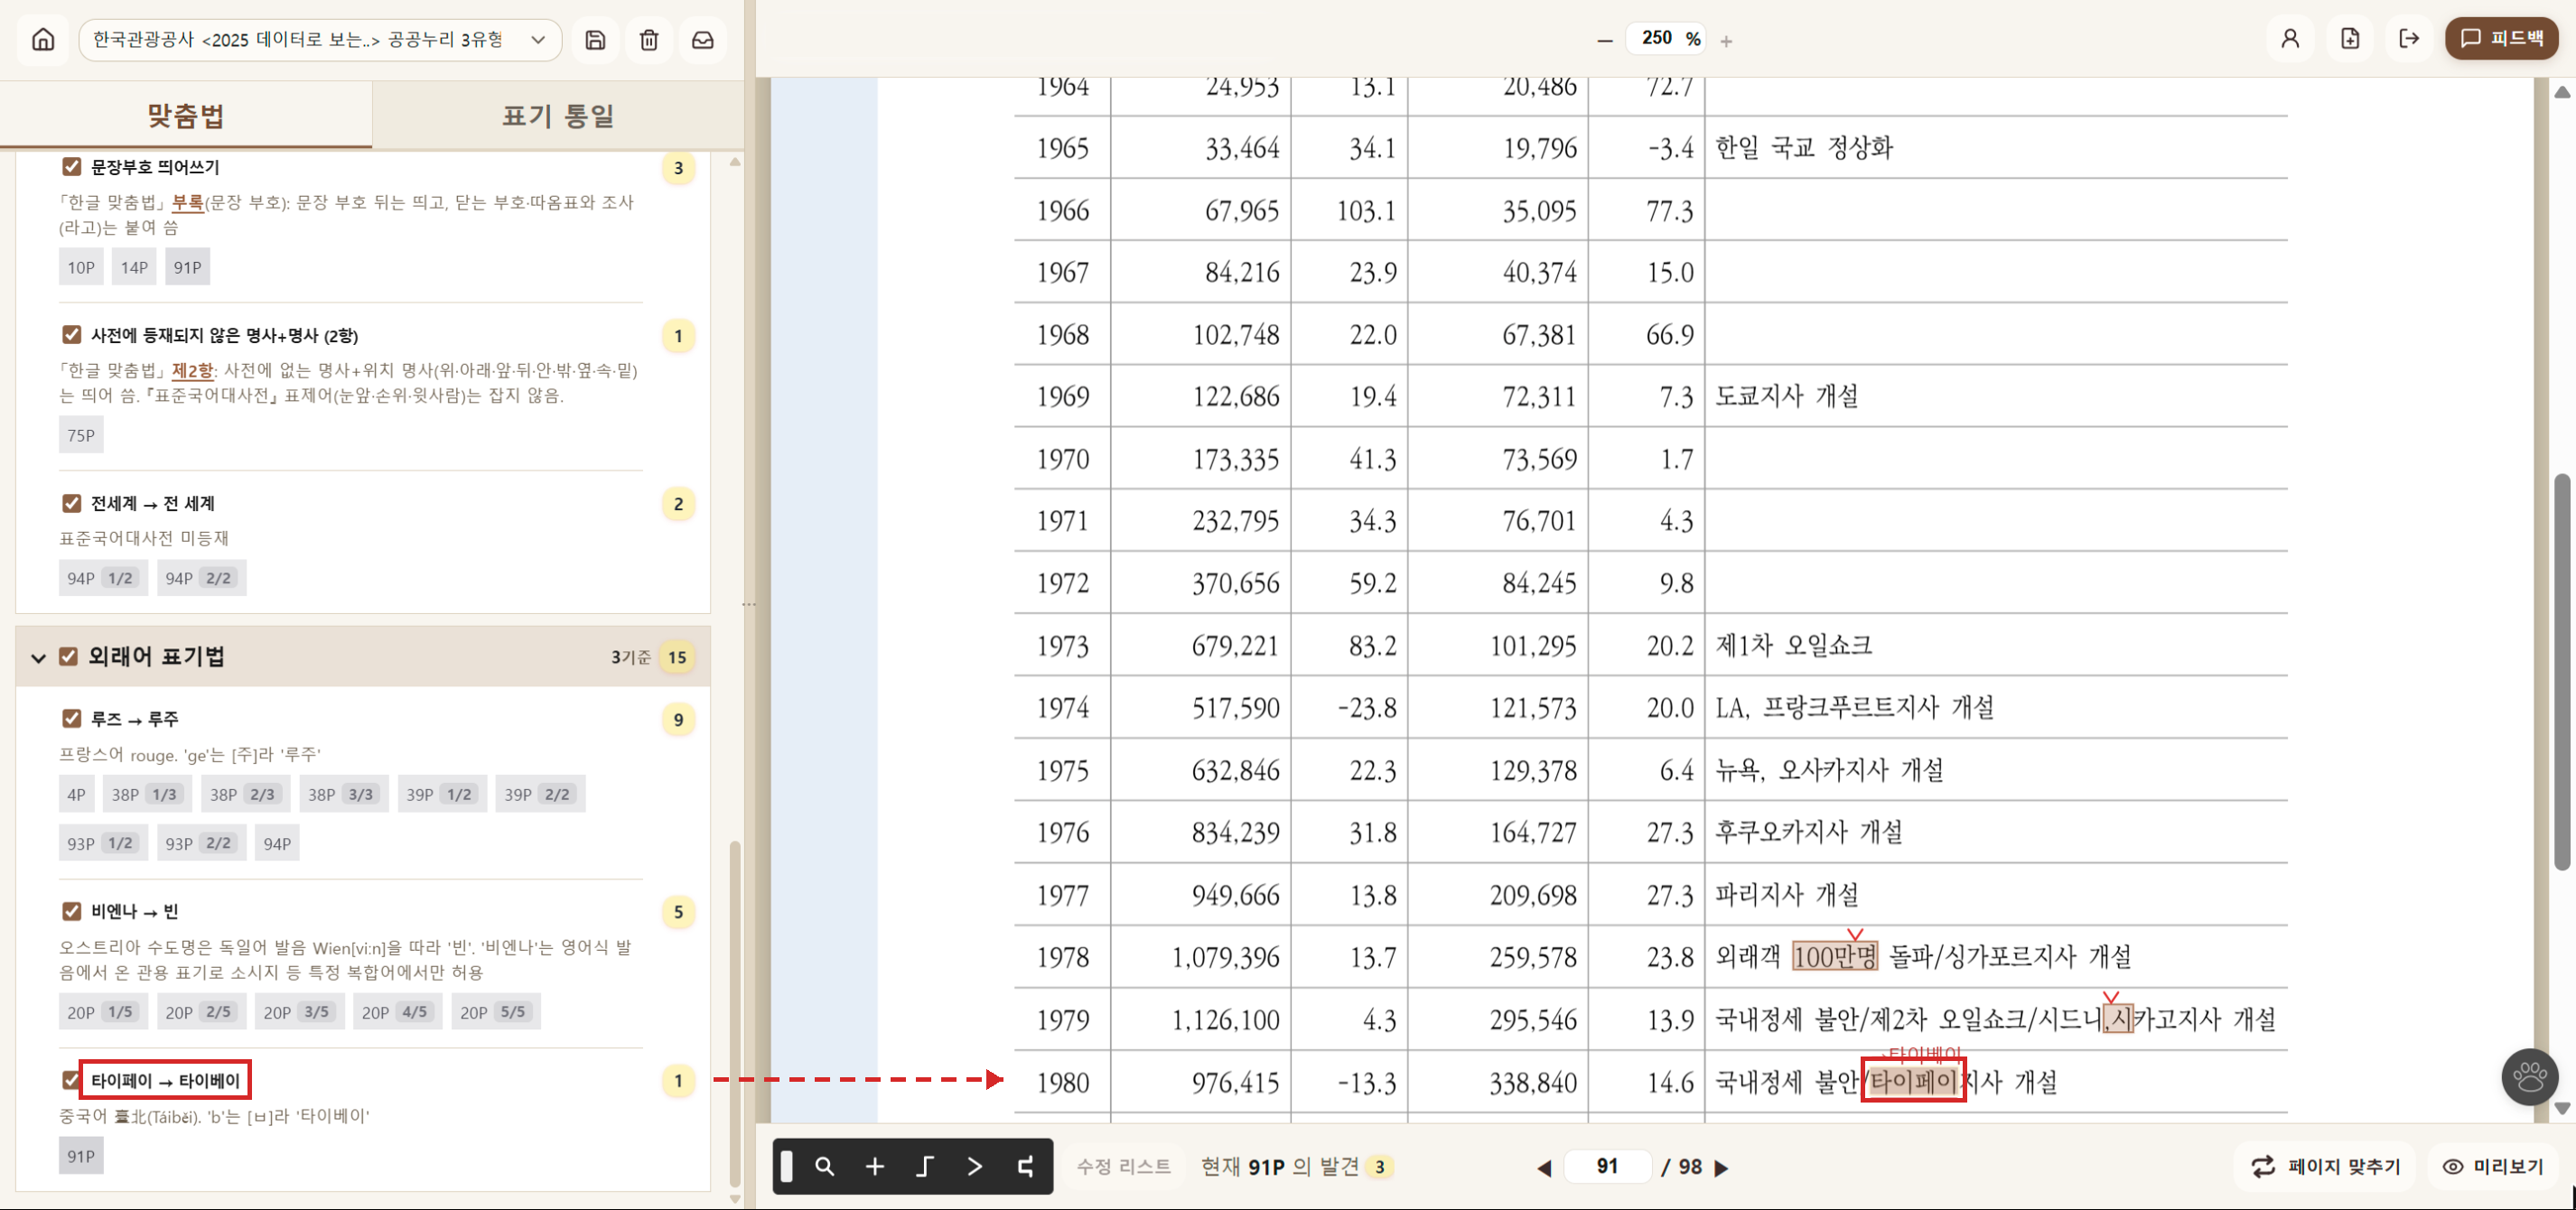 한국관광공사 <2025 데이터로 보는..> 공공누리 3유형
맞춤법
표기 통일
문장부호 띄어쓰기 3
「한글 맞춤법」 부록(문장 부호): 문장 부호 뒤는 띄고, 닫는 부호·따옴표와 조사
(라고)는 붙여 씀
10P 14P 91P
사전에 등재되지 않은 명사+명사 (2항) 1
「한글 맞춤법」 제2항: 사전에 없는 명사+위치 명사(위·아래·앞·뒤·안·밖·옆·속·밑)
는 띄어 씀. 『표준국어대사전』 표제어(눈앞·손위·윗사람)는 잡지 않음.
75P
전세계 → 전 세계 2
표준국어대사전 미등재
94P 1/2 94P 2/2
외래어 표기법 3기준 15
루즈 → 루주 9
프랑스어 rouge. 'ge'는 [주]라 '루주'
4P 38P 1/3 38P 2/3 38P 3/3 39P 1/2 39P 2/2
93P 1/2 93P 2/2 94P
비엔나 → 빈 5
오스트리아 수도명은 독일어 발음 Wien[viːn]을 따라 '빈'. '비엔나'는 영어식 발
음에서 온 관용 표기로 소시지 등 특정 복합어에서만 허용
20P 1/5 20P 2/5 20P 3/5 20P 4/5 20P 5/5
타이페이 → 타이베이 1
중국어 臺北(Táiběi). 'b'는 [ㅂ]라 '타이베이'
91P
250 %
피드백
1964 24,953 13.1 20,486 72.7
1965 33,464 34.1 19,796 -3.4 한일 국교 정상화
1966 67,965 103.1 35,095 77.3
1967 84,216 23.9 40,374 15.0
1968 102,748 22.0 67,381 66.9
1969 122,686 19.4 72,311 7.3 도쿄지사 개설
1970 173,335 41.3 73,569 1.7
1971 232,795 34.3 76,701 4.3
1972 370,656 59.2 84,245 9.8
1973 679,221 83.2 101,295 20.2 제1차 오일쇼크
1974 517,590 -23.8 121,573 20.0 LA, 프랑크푸르트지사 개설
1975 632,846 22.3 129,378 6.4 뉴욕, 오사카지사 개설
1976 834,239 31.8 164,727 27.3 후쿠오카지사 개설
1977 949,666 13.8 209,698 27.3 파리지사 개설
1978 1,079,396 13.7 259,578 23.8 외래객 100만명 돌파/싱가포르지사 개설
1979 1,126,100 4.3 295,546 13.9 국내정세 불안/제2차 오일쇼크/시드니,시카고지사 개설
→타이베이
1980 976,415 -13.3 338,840 14.6 국내정세 불안/타이페이지사 개설
수정 리스트 현재 91P 의 발견 3
91 / 98
페이지 맞추기
미리보기